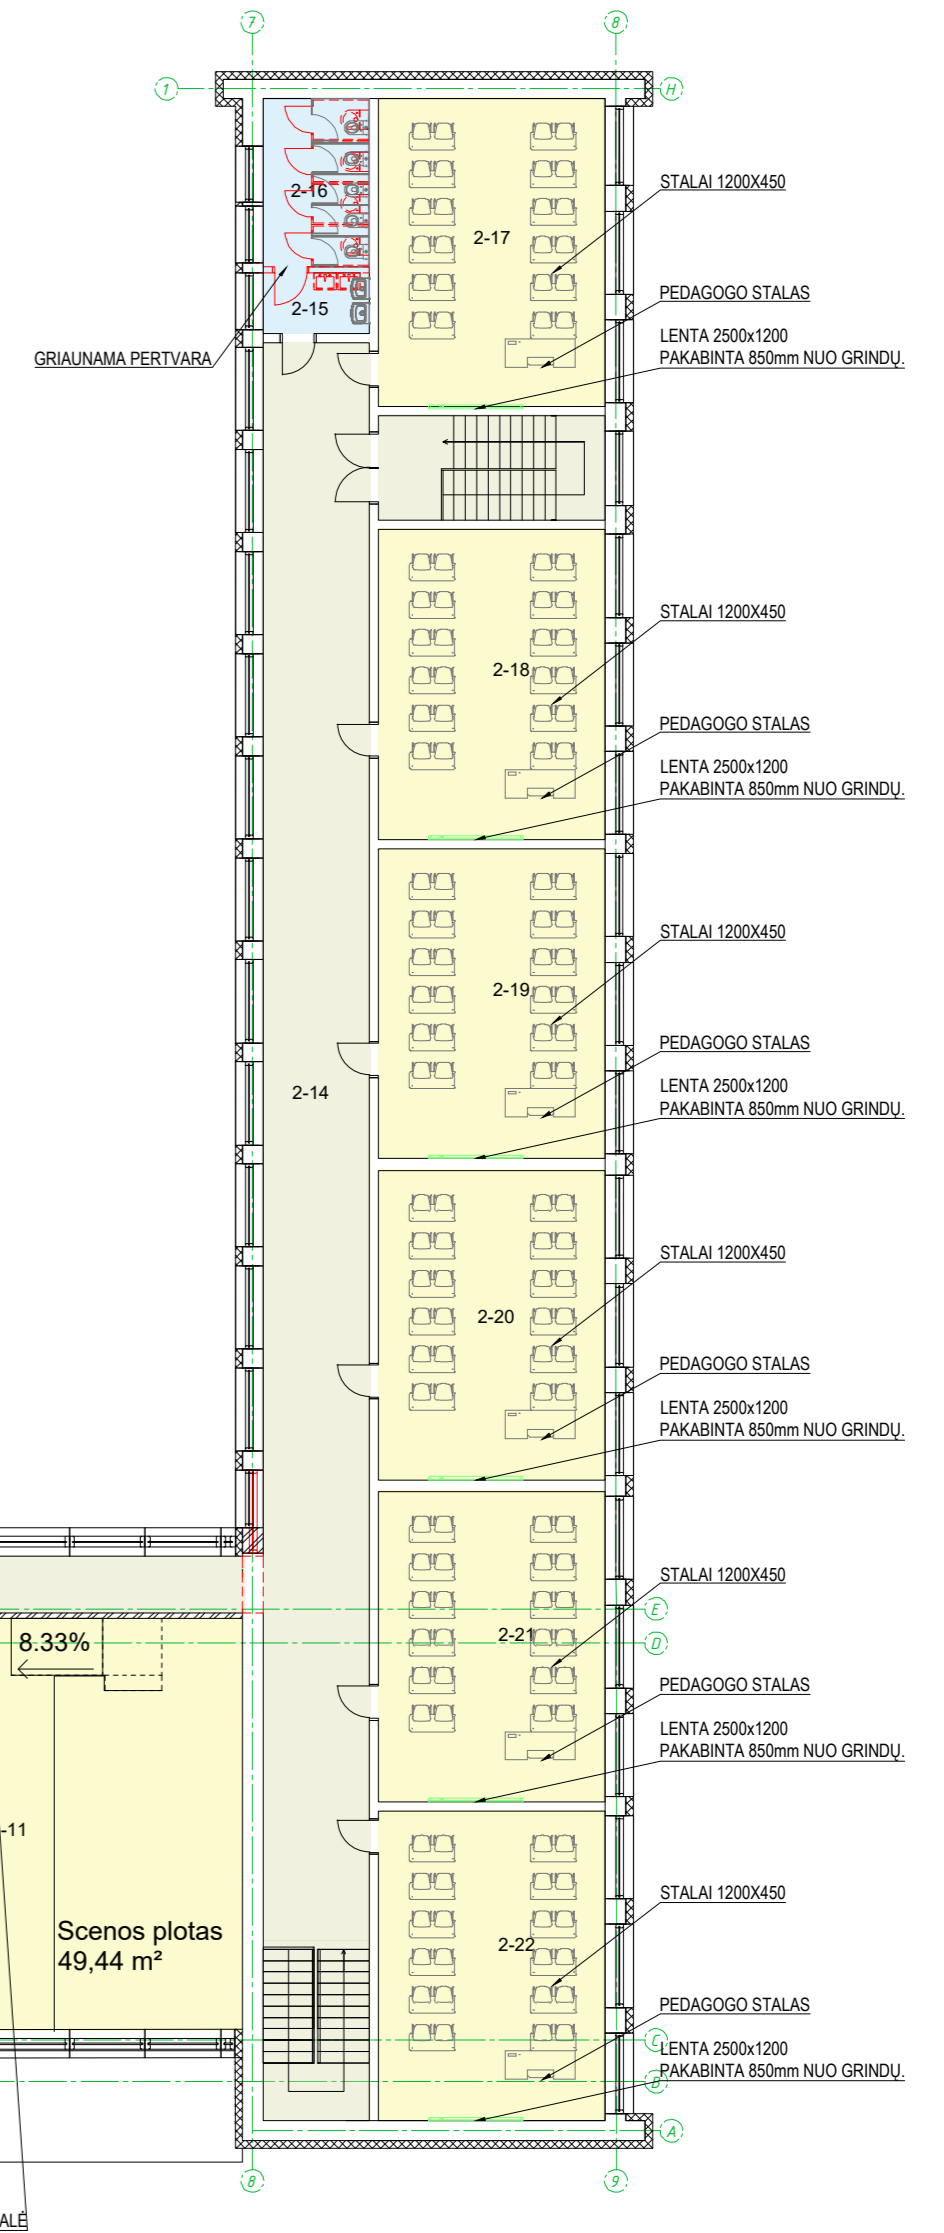 7
8
1
H
STALAI 1200X450
2-16
2-17
PEDAGOGO STALAS
2-15
LENTA 2500x1200
GRIAUNAMA PERTVARA
PAKABINTA 850mm NUO GRINDŲ.
STALAI 1200X450
2-18
PEDAGOGO STALAS
LENTA 2500x1200
PAKABINTA 850mm NUO GRINDŲ.
STALAI 1200X450
2-19
PEDAGOGO STALAS
2-14
LENTA 2500x1200
PAKABINTA 850mm NUO GRINDŲ.
STALAI 1200X450
2-20
PEDAGOGO STALAS
LENTA 2500x1200
PAKABINTA 850mm NUO GRINDŲ.
STALAI 1200X450
E
2-21
8.33%
D
PEDAGOGO STALAS
LENTA 2500x1200
PAKABINTA 850mm NUO GRINDŲ.
-11
STALAI 1200X450
Scenos plotas
49,44 m²
2-22
PEDAGOGO STALAS
C
LENTA 2500x1200
B
PAKABINTA 850mm NUO GRINDŲ.
A
8
9
ALĖ